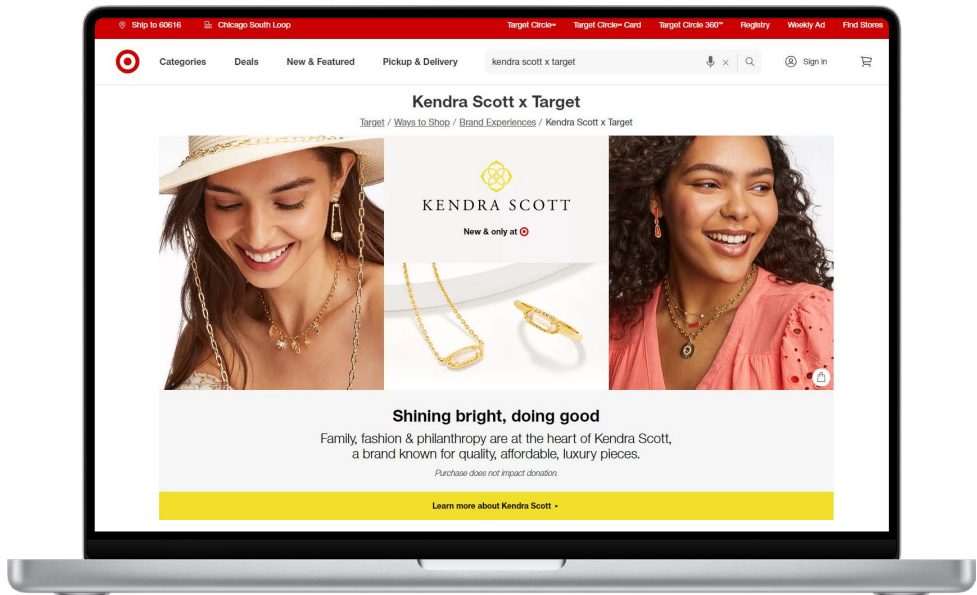 Ship to 60616 Chicago South Loop Target Circle™ Target Circle™ Card Target Circle 360™ Registry Weekly Ad Find Stores
Categories Deals New & Featured Pickup & Delivery kendra scott x target Sign in
Kendra Scott x Target
Target / Ways to Shop / Brand Experiences / Kendra Scott x Target
KENDRA SCOTT
New & only at
Shining bright, doing good
Family, fashion & philanthropy are at the heart of Kendra Scott,
a brand known for quality, affordable, luxury pieces.
Purchase does not impact donation.
Learn more about Kendra Scott